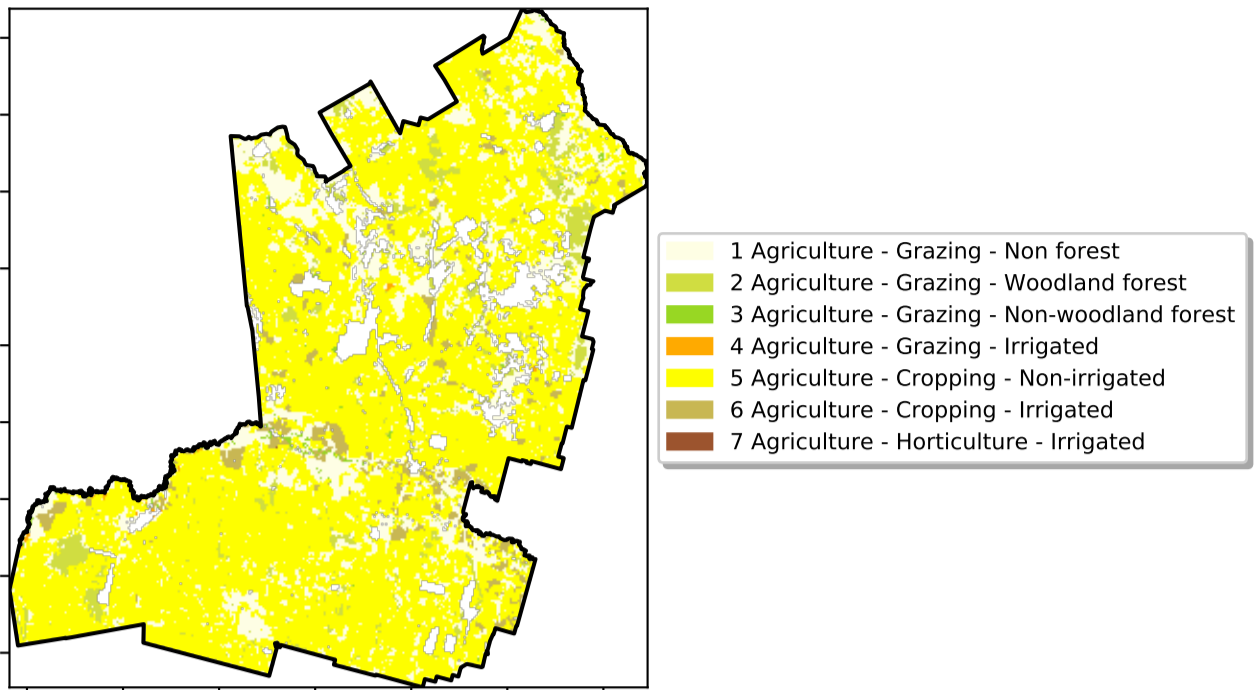 1 Agriculture - Grazing - Non forest
2 Agriculture - Grazing - Woodland forest
3 Agriculture - Grazing - Non-woodland forest
4 Agriculture - Grazing - Irrigated
5 Agriculture - Cropping - Non-irrigated
6 Agriculture - Cropping - Irrigated
7 Agriculture - Horticulture - Irrigated